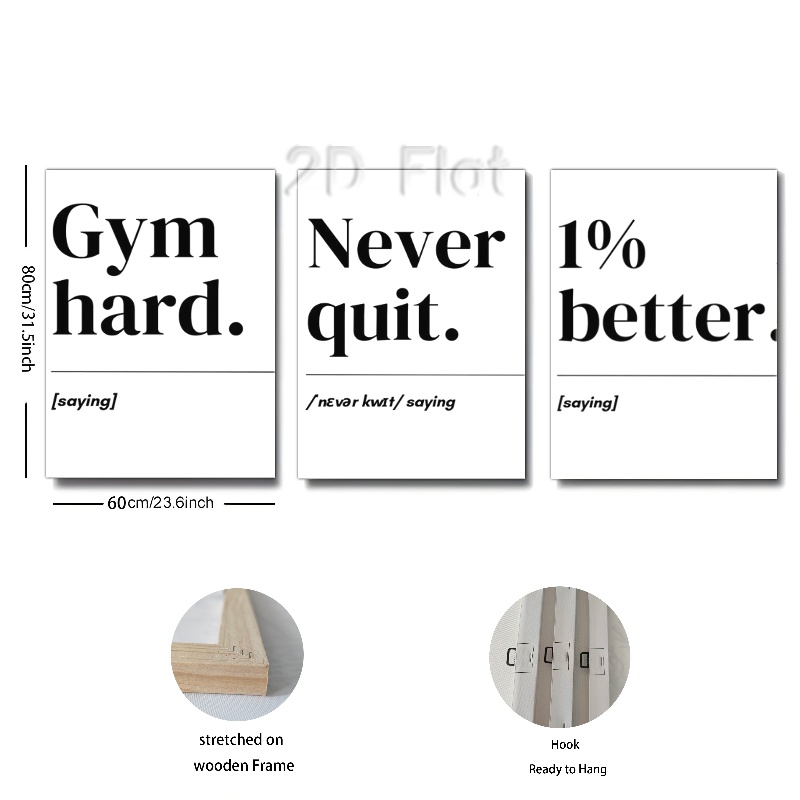 2D Flat
Gym
hard.
[saying]
Never
quit.
/ˈnɛvər kwɪt/ saying
1%
better.
[saying]
80cm/31.5inch
60cm/23.6inch
stretched on
wooden Frame
Hook
Ready to Hang